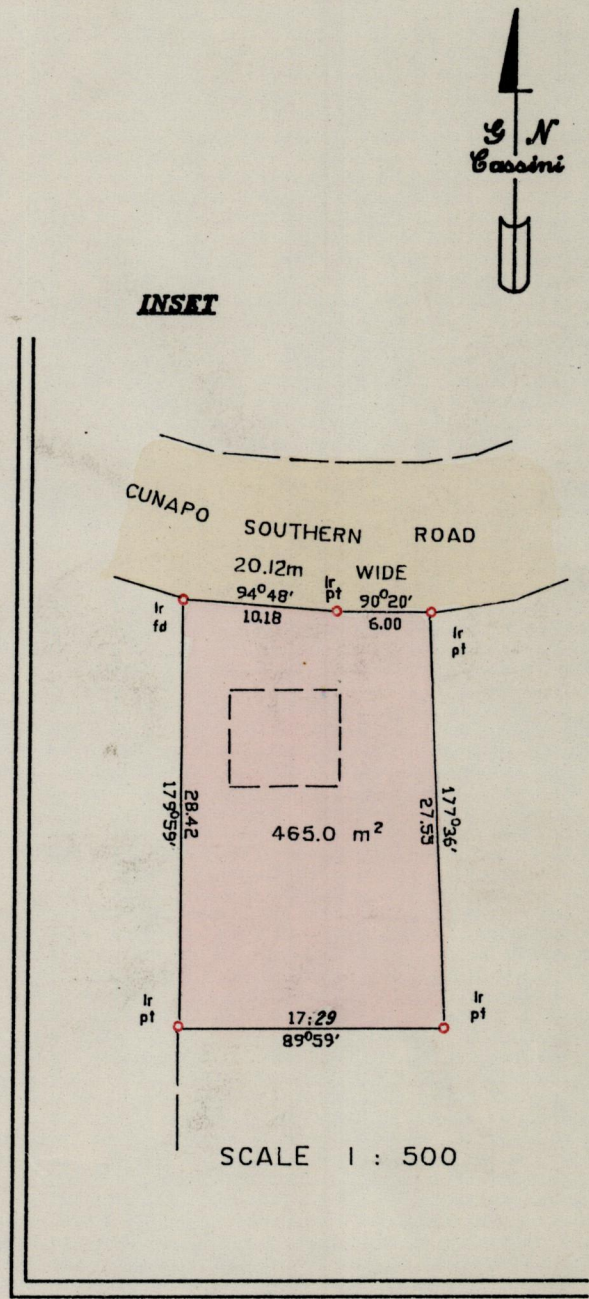 G N
Cassini
INSET
CUNAPO SOUTHERN ROAD
20.12m WIDE
Ir
fd
94°48'
10.18
Ir
pt
90°20'
6.00
Ir
pt
28.42
179°59'
177°36'
27.53
465.0 m²
Ir
pt
17:29
89°59'
Ir
pt
SCALE 1 : 500